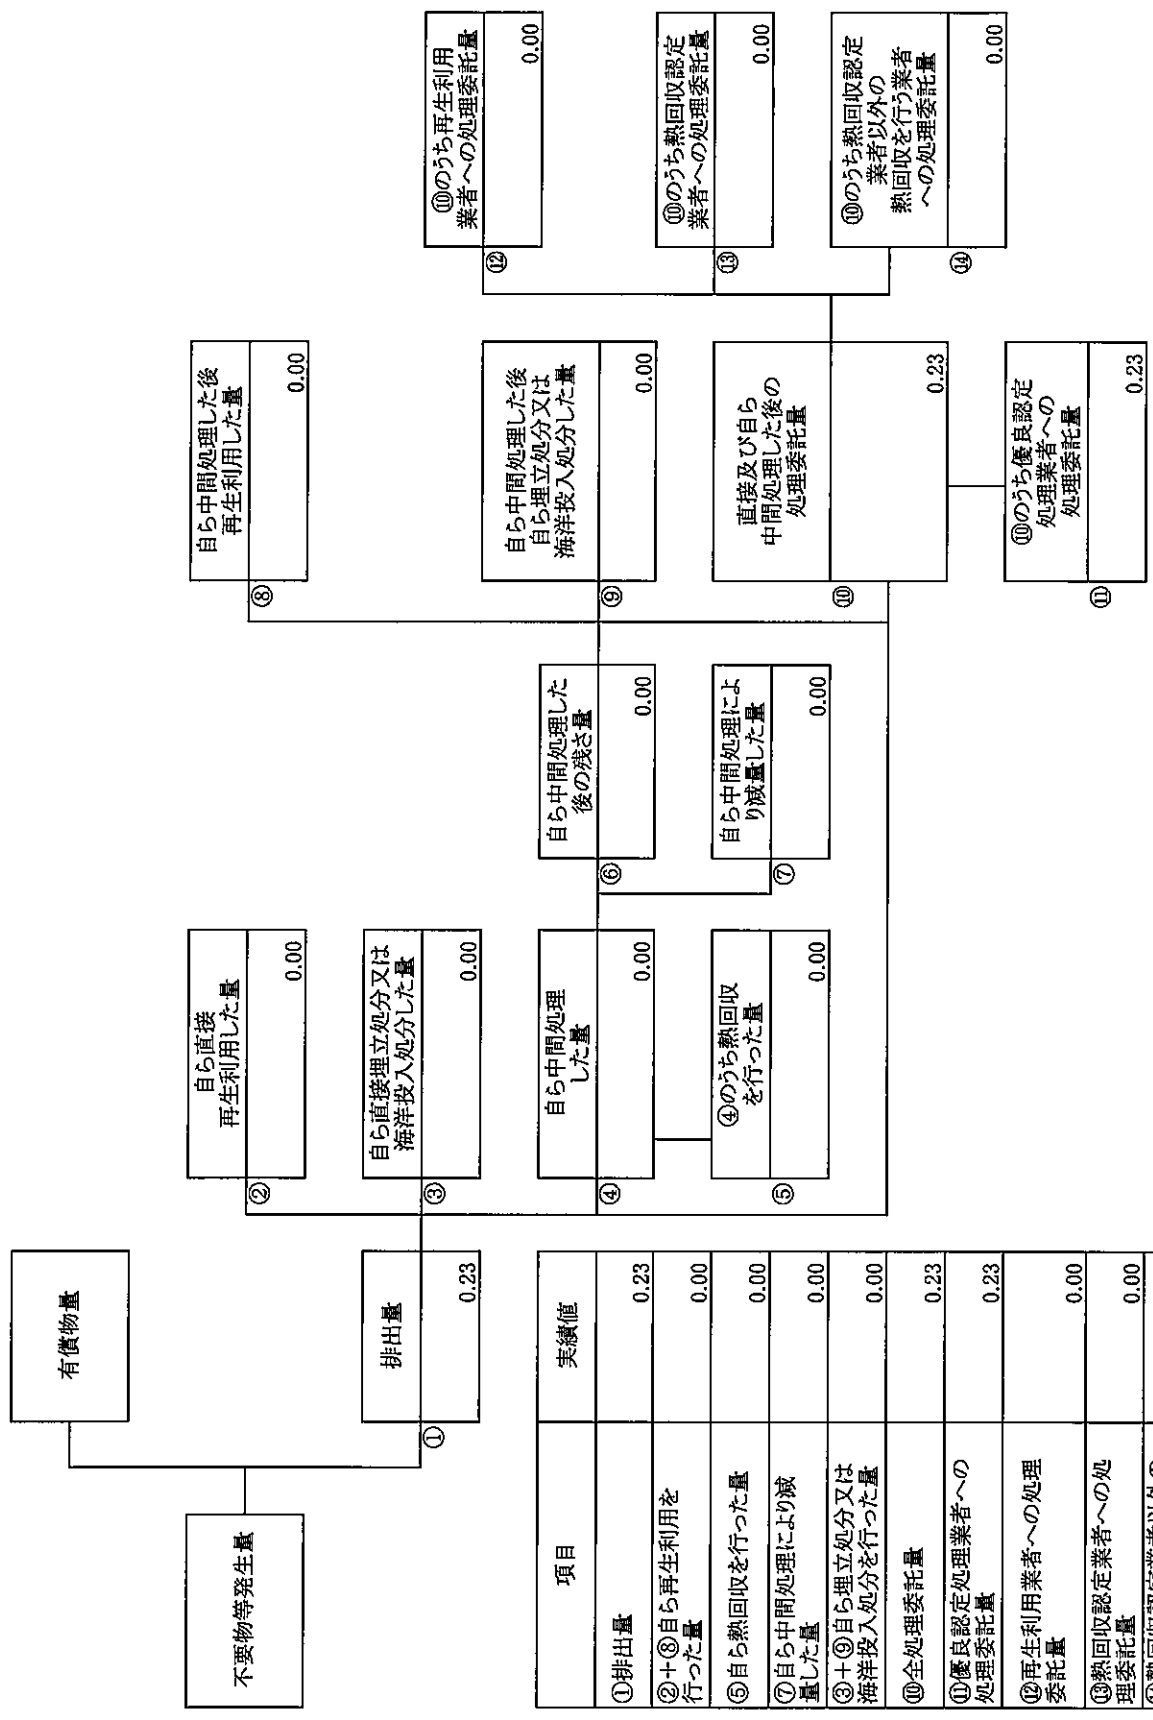 不要物等発生量
有償物量
①
排出量
0.23
②
自ら直接
再生利用した量
0.00
③
自ら直接埋立処分又は
海洋投入処分した量
0.00
④
自ら中間処理
した量
0.00
⑤
④のうち熱回収
を行った量
0.00
⑥
自ら中間処理した
後の残さ量
0.00
⑦
自ら中間処理によ
り減量した量
0.00
⑧
自ら中間処理した後
再生利用した量
0.00
⑨
自ら中間処理した後
自ら埋立処分又は
海洋投入処分した量
0.00
⑩
直接及び自ら
中間処理した後の
処理委託量
0.23
⑪
⑩のうち優良認定
処理業者への
処理委託量
0.23
⑫
⑩のうち再生利用
業者への処理委託量
0.00
⑬
⑩のうち熱回収認定
業者への処理委託量
0.00
⑭
⑩のうち熱回収認定
業者以外の
熱回収を行う業者
への処理委託量
0.00
項目 実績値
①排出量 0.23
②+⑧自ら再生利用を
行った量 0.00
⑤自ら熱回収を行った量 0.00
⑦自ら中間処理により減
量した量 0.00
③+⑨自ら埋立処分又は
海洋投入処分を行った量 0.00
⑩全処理委託量 0.23
⑪優良認定処理業者への
処理委託量 0.23
⑫再生利用業者への処理
委託量 0.00
⑬熱回収認定業者への処
理委託量 0.00